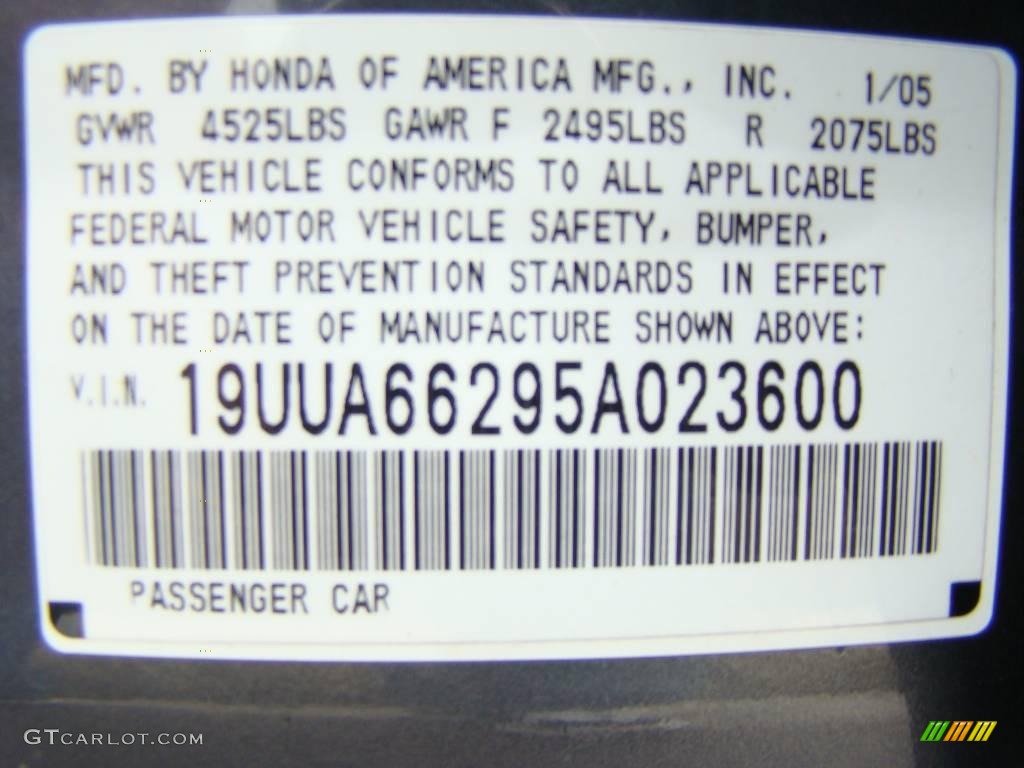 MFD. BY HONDA OF AMERICA MFG., INC. 1/05
GVWR 4525LBS GAWR F 2495LBS R 2075LBS
THIS VEHICLE CONFORMS TO ALL APPLICABLE
FEDERAL MOTOR VEHICLE SAFETY, BUMPER,
AND THEFT PREVENTION STANDARDS IN EFFECT
ON THE DATE OF MANUFACTURE SHOWN ABOVE:
V.I.N. 19UUA66295A023600
PASSENGER CAR
GTCARLOT.COM